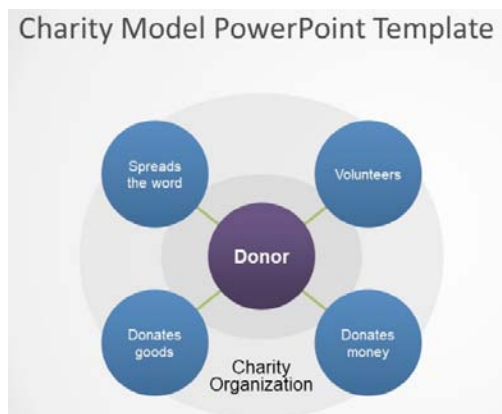 Charity Model PowerPoint Template
Spreads
the word
Volunteers
Donor
Donates
goods
Donates
money
Charity
Organization